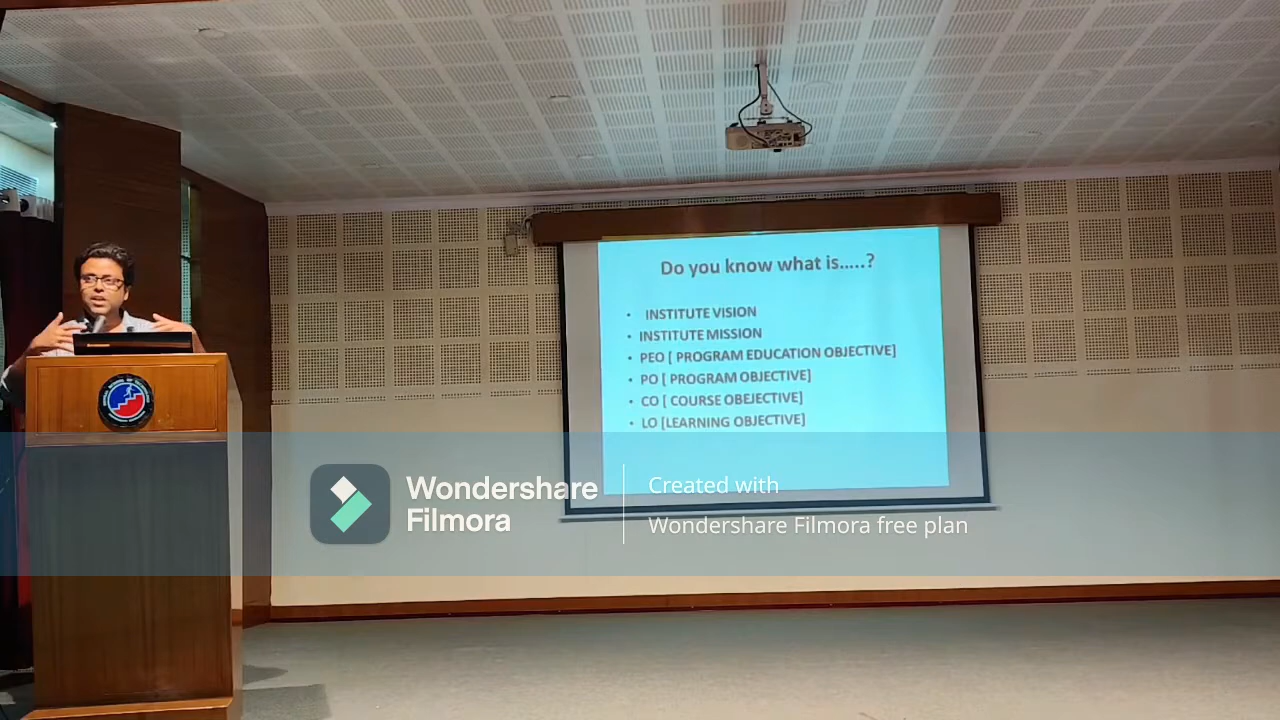 Do you know what is.....?
• INSTITUTE VISION
• INSTITUTE MISSION
• PEO [ PROGRAM EDUCATION OBJECTIVE]
• PO [ PROGRAM OBJECTIVE]
• CO [ COURSE OBEJECTIVE]
• LO [LEARNING OBJECTIVE]
Wondershare
Filmora
Created with
Wondershare Filmora free plan